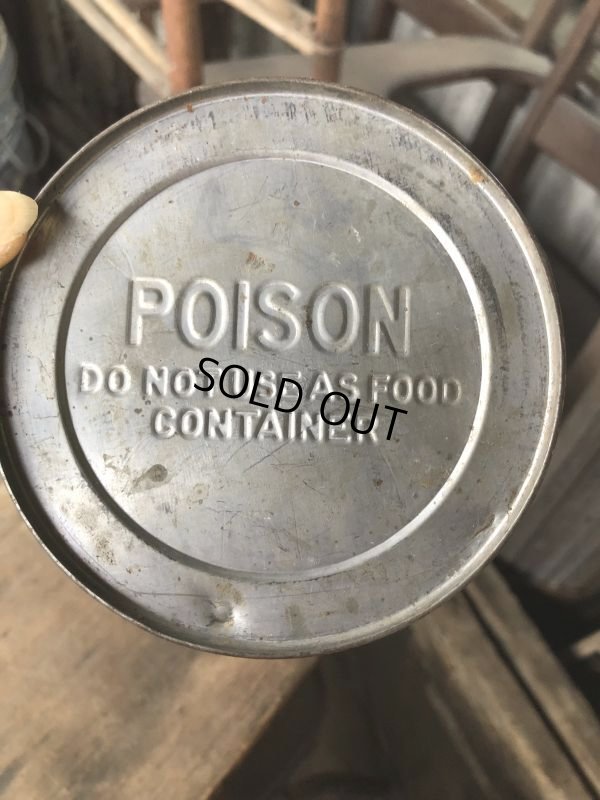 POISON
DO NOT USE AS FOOD
CONTAINER
SOLD OUT